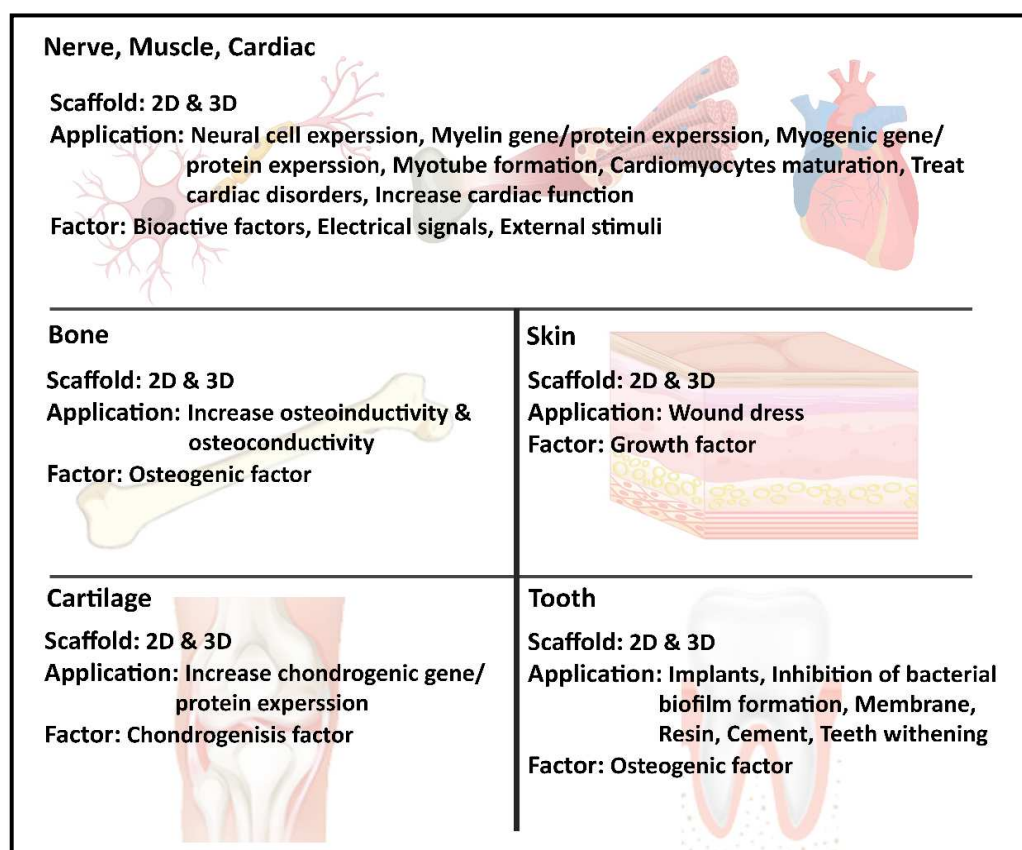 Nerve, Muscle, Cardiac
Scaffold: 2D & 3D
Application: Neural cell experssion, Myelin gene/protein experssion, Myogenic gene/
protein experssion, Myotube formation, Cardiomyocytes maturation, Treat
cardiac disorders, Increase cardiac function
Factor: Bioactive factors, Electrical signals, External stimuli
Bone
Scaffold: 2D & 3D
Application: Increase osteoinductivity &
osteoconductivity
Factor: Osteogenic factor
Skin
Scaffold: 2D & 3D
Application: Wound dress
Factor: Growth factor
Cartilage
Scaffold: 2D & 3D
Application: Increase chondrogenic gene/
protein experssion
Factor: Chondrogenisis factor
Tooth
Scaffold: 2D & 3D
Application: Implants, Inhibition of bacterial
biofilm formation, Membrane,
Resin, Cement, Teeth withening
Factor: Osteogenic factor